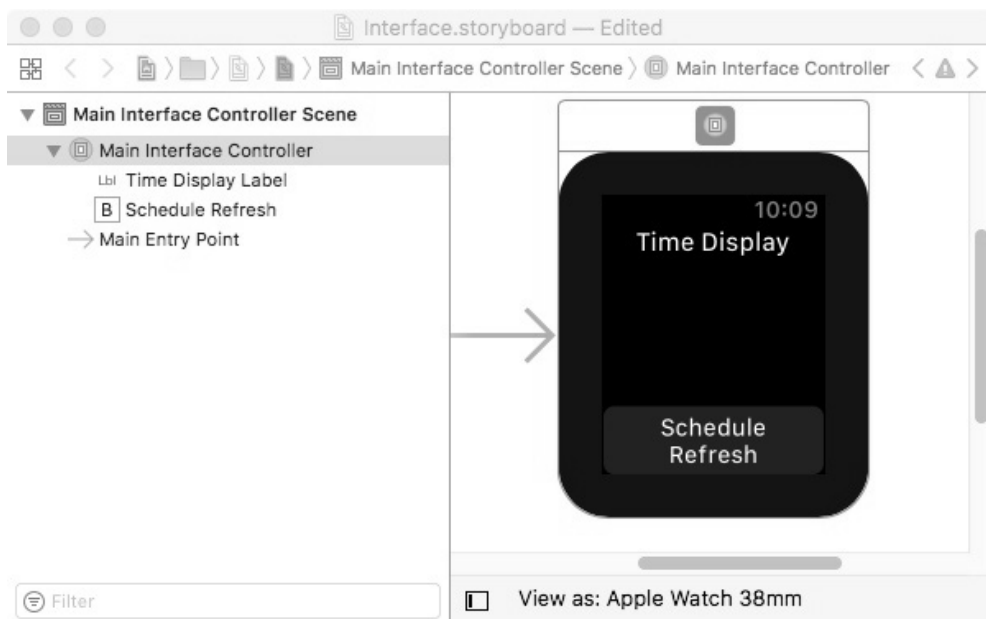 Interface.storyboard — Edited
Main Interface Controller Scene Main Interface Controller
Main Interface Controller Scene
Main Interface Controller
Lbl Time Display Label
B Schedule Refresh
Main Entry Point
10:09
Time Display
Schedule
Refresh
Filter
View as: Apple Watch 38mm